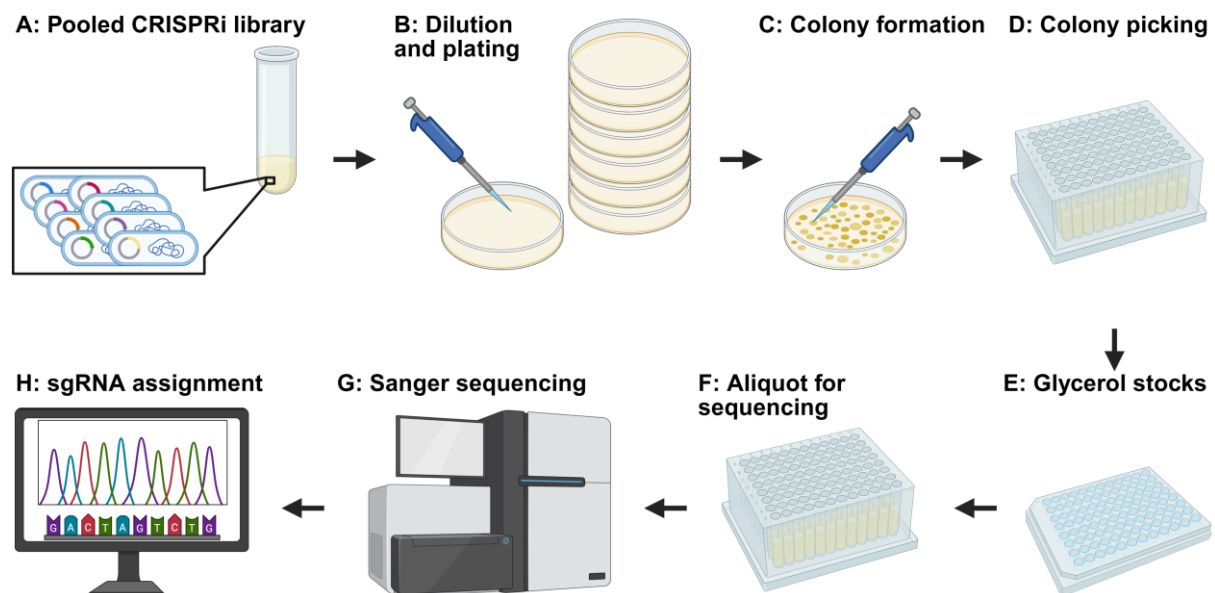 A: Pooled CRISPRi library
B: Dilution
and plating
C: Colony formation
D: Colony picking
H: sgRNA assignment
G: Sanger sequencing
F: Aliquot for
sequencing
E: Glycerol stocks
G A C T A G T C T G